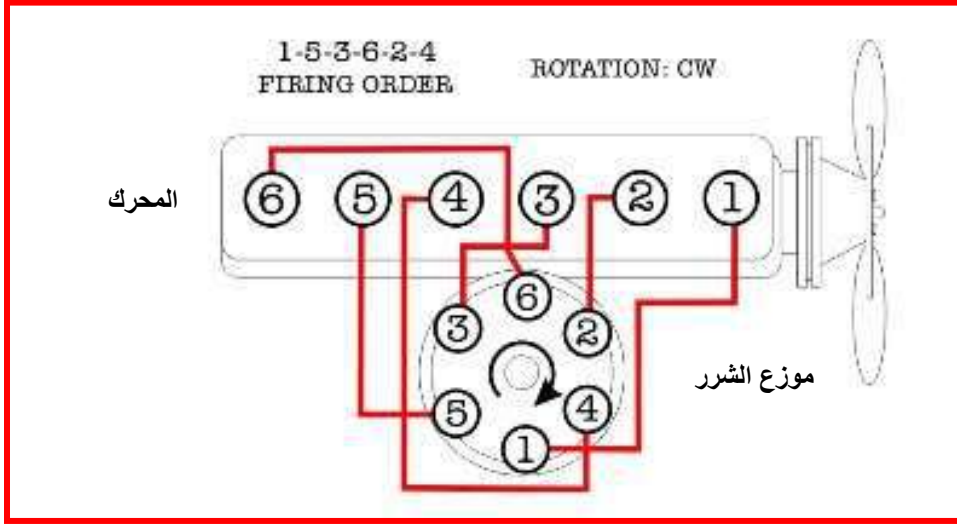 1-5-3-6-2-4
FIRING ORDER
ROTATION: CW
المحرك
6 5 4 3 2 1
6
3 2
موزع الشرر
5 4
1